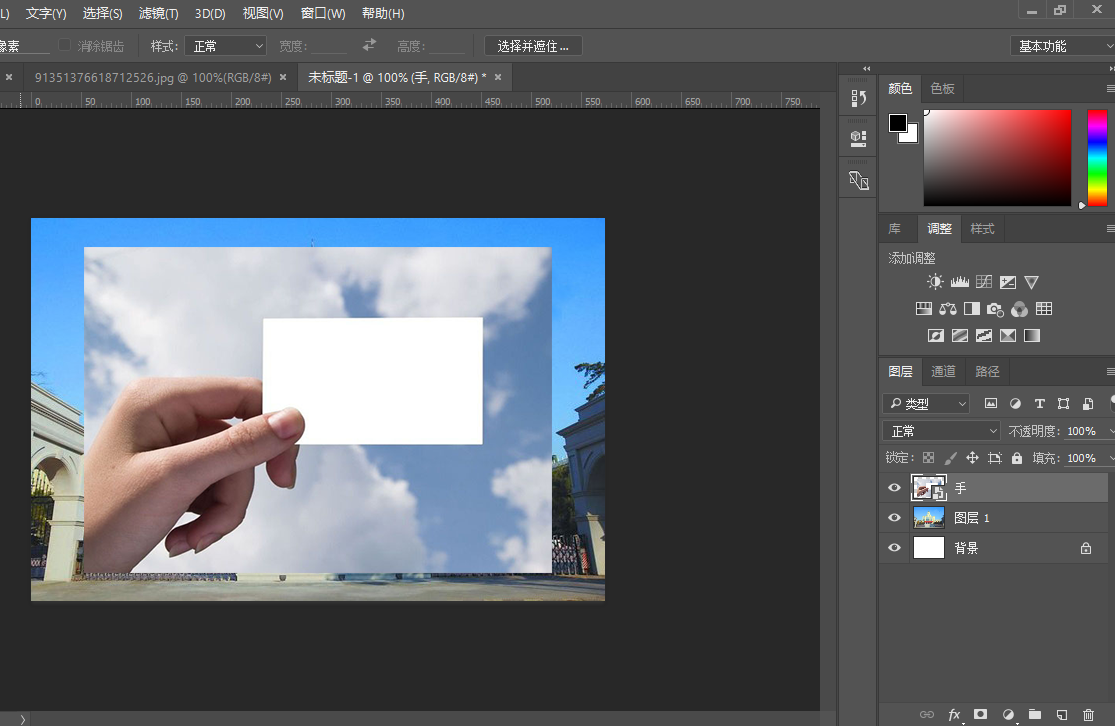 L) 文字(Y) 选择(S) 滤镜(T) 3D(D) 视图(V) 窗口(W) 帮助(H)
像素 消除锯齿 样式: 正常 宽度: 高度: 选择并遮住 ... 基本功能
91351376618712526.jpg @ 100%(RGB/8#) × 未标题-1 @ 100% (手, RGB/8#) * ×
0 50 100 150 200 250 300 350 400 450 500 550 600 650 700 750
颜色 色板
库 调整 样式
添加调整
图层 通道 路径
类型
正常 不透明度: 100%
锁定: 填充: 100%
手
图层 1
背景
fx